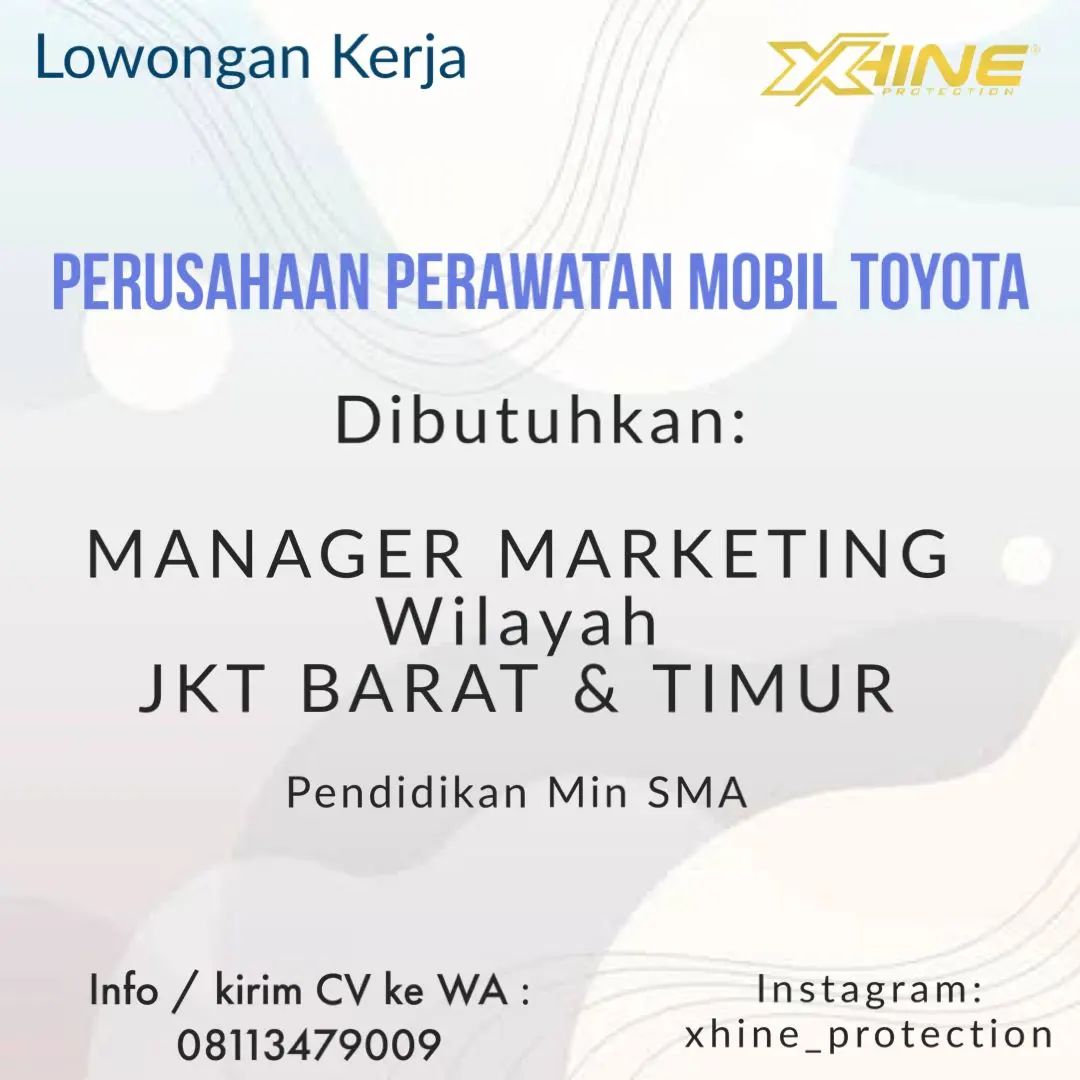 Lowongan Kerja
XHINE®
PROTECTION
PERUSAHAAN PERAWATAN MOBIL TOYOTA
Dibutuhkan:
MANAGER MARKETING
Wilayah
JKT BARAT & TIMUR
Pendidikan Min SMA
Info / kirim CV ke WA :
08113479009
Instagram:
xhine_protection